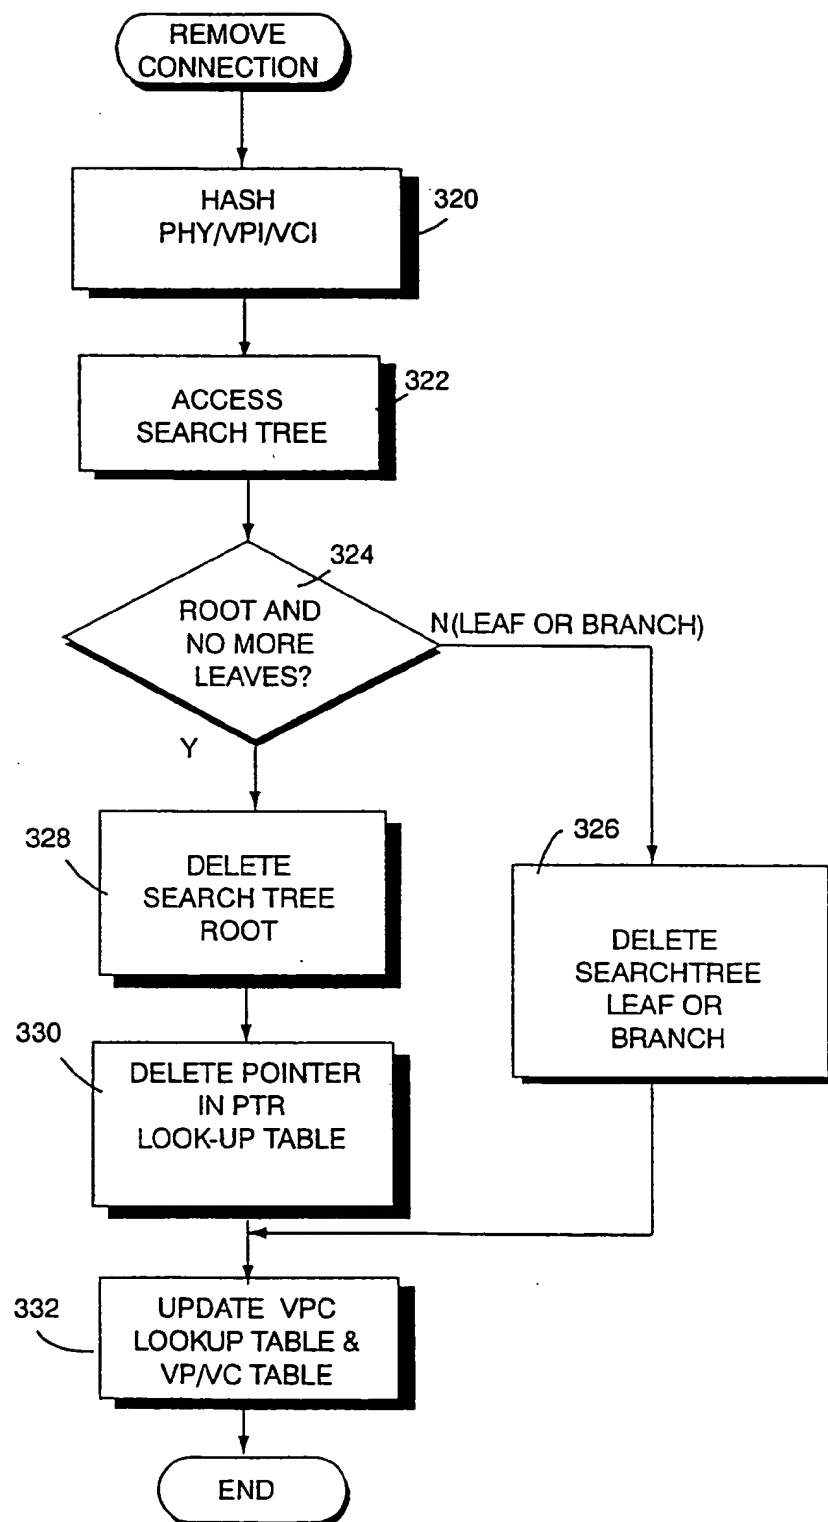 REMOVE
CONNECTION
HASH
PHY/VPI/VCI
320
ACCESS
SEARCH TREE
322
324
ROOT AND
NO MORE
LEAVES?
N(LEAF OR BRANCH)
Y
328
DELETE
SEARCH TREE
ROOT
326
DELETE
SEARCHTREE
LEAF OR
BRANCH
330
DELETE POINTER
IN PTR
LOOK-UP TABLE
332
UPDATE VPC
LOOKUP TABLE &
VP/VC TABLE
END